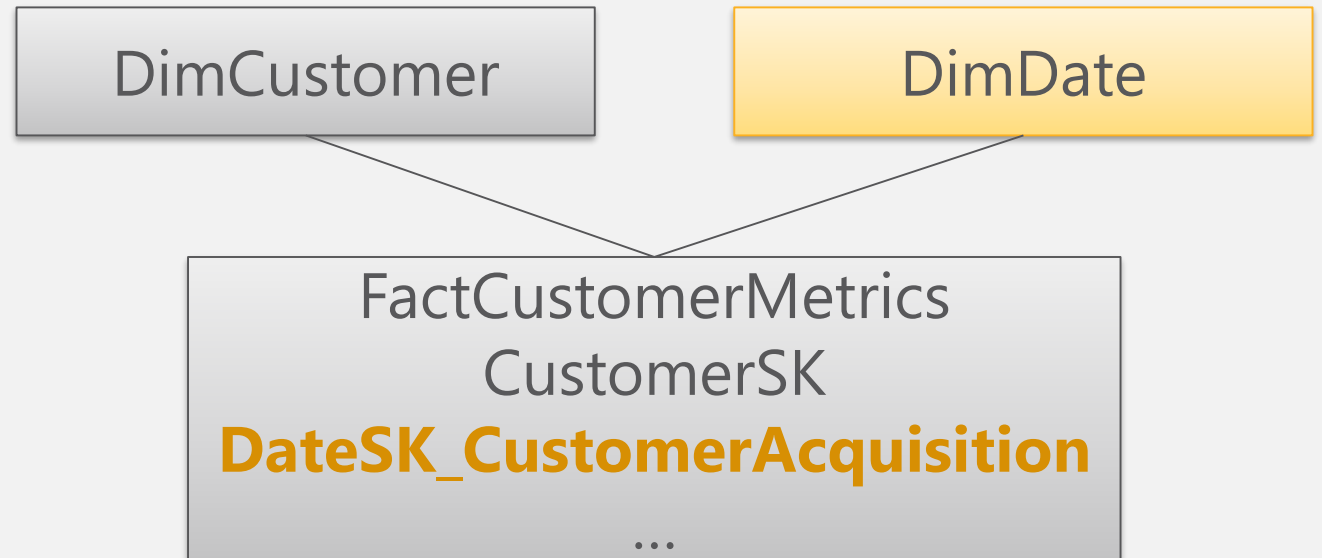 DimCustomer
DimDate
FactCustomerMetrics
CustomerSK
DateSK_CustomerAcquisition
...